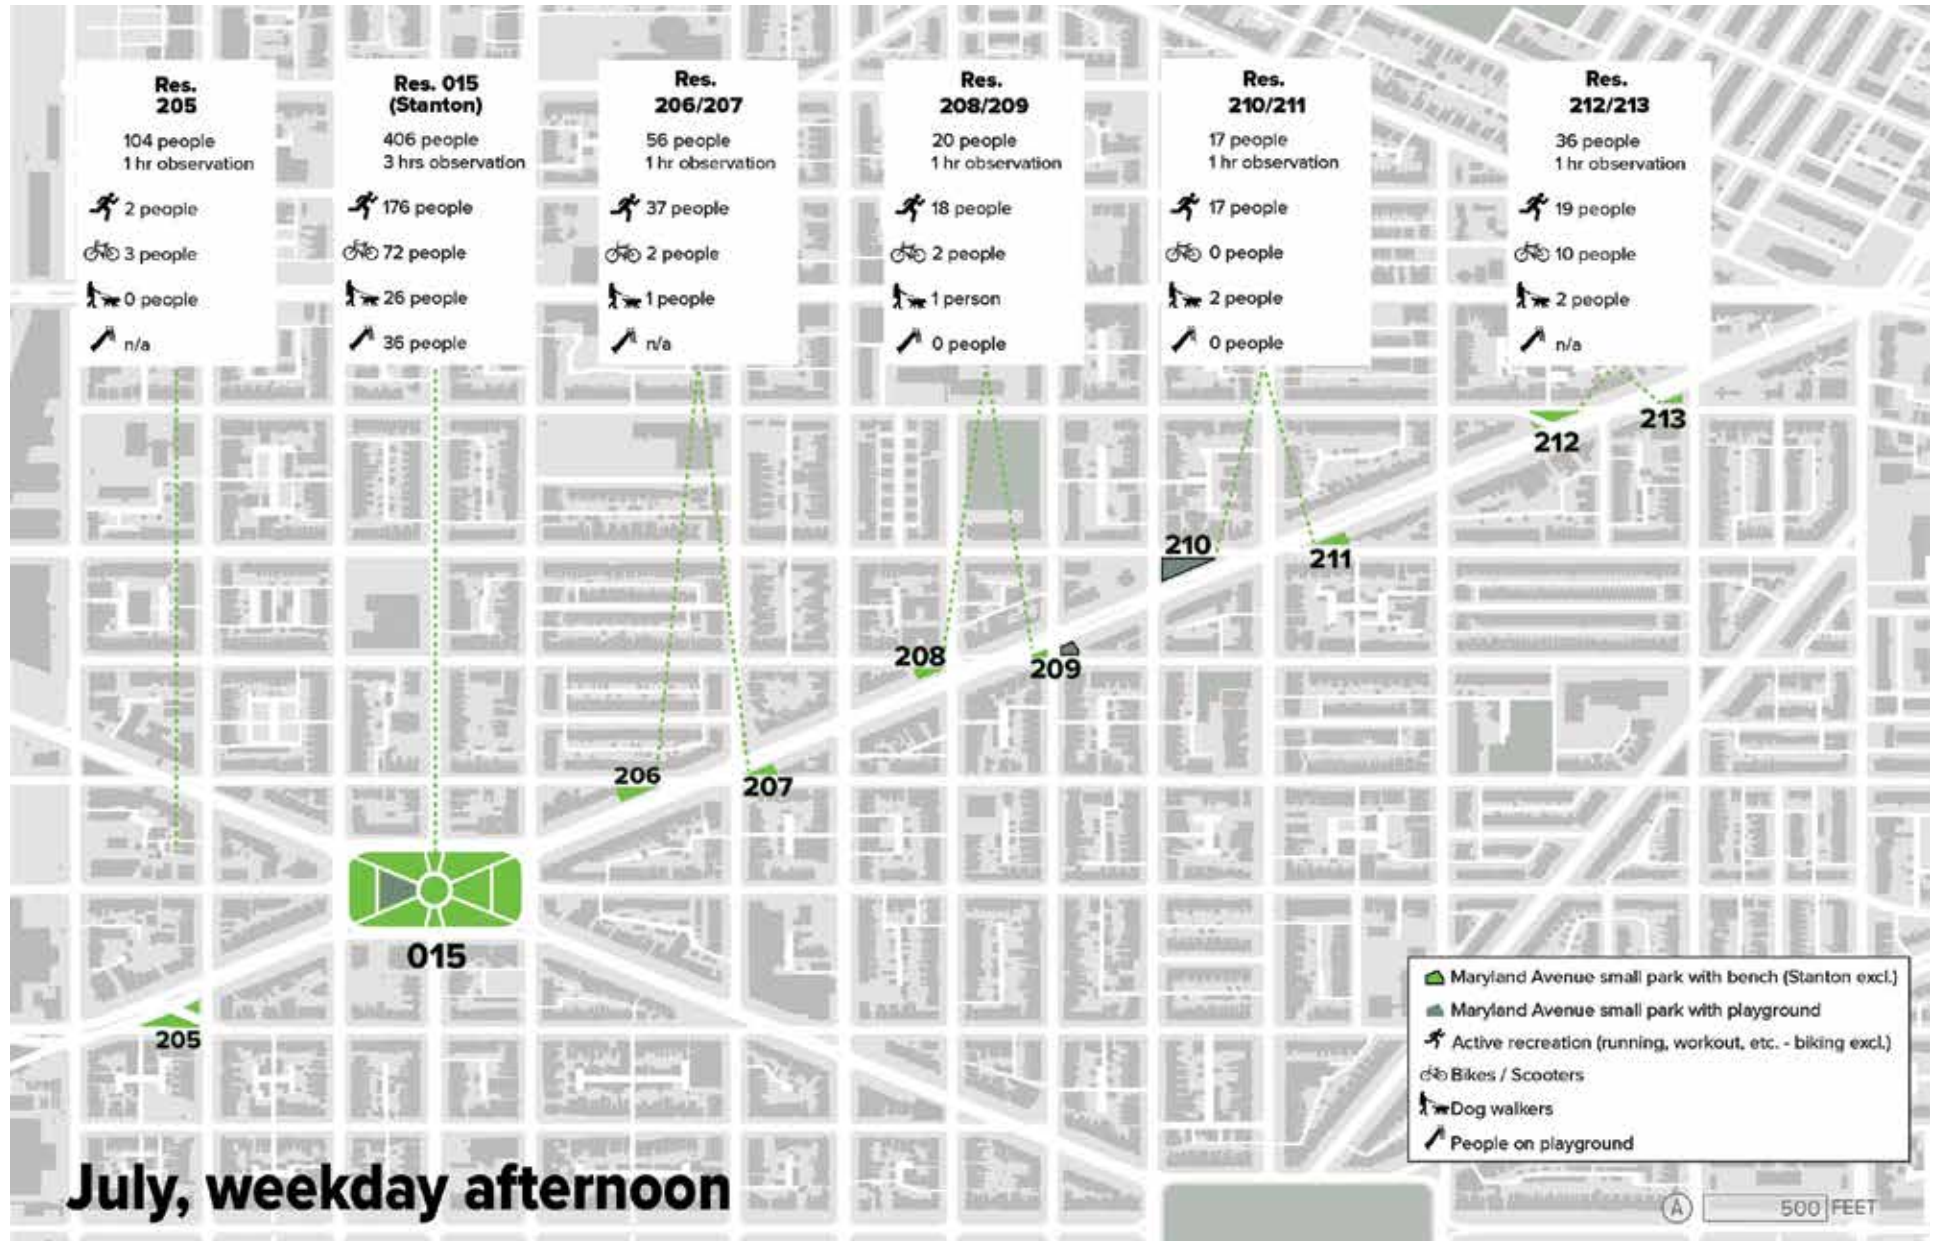 Res.
205
104 people
1 hr observation
2 people
3 people
0 people
n/a
Res. 015
(Stanton)
406 people
3 hrs observation
176 people
72 people
26 people
36 people
Res.
206/207
56 people
1 hr observation
37 people
2 people
1 people
n/a
Res.
208/209
20 people
1 hr observation
18 people
2 people
1 person
0 people
Res.
210/211
17 people
1 hr observation
17 people
0 people
2 people
0 people
Res.
212/213
36 people
1 hr observation
19 people
10 people
2 people
n/a
213
212
210
211
208
209
206
207
015
205
Maryland Avenue small park with bench (Stanton excl.)
Maryland Avenue small park with playground
Active recreation (running, workout, etc. - biking excl.)
Bikes / Scooters
Dog walkers
People on playground
July, weekday afternoon
A 500 FEET